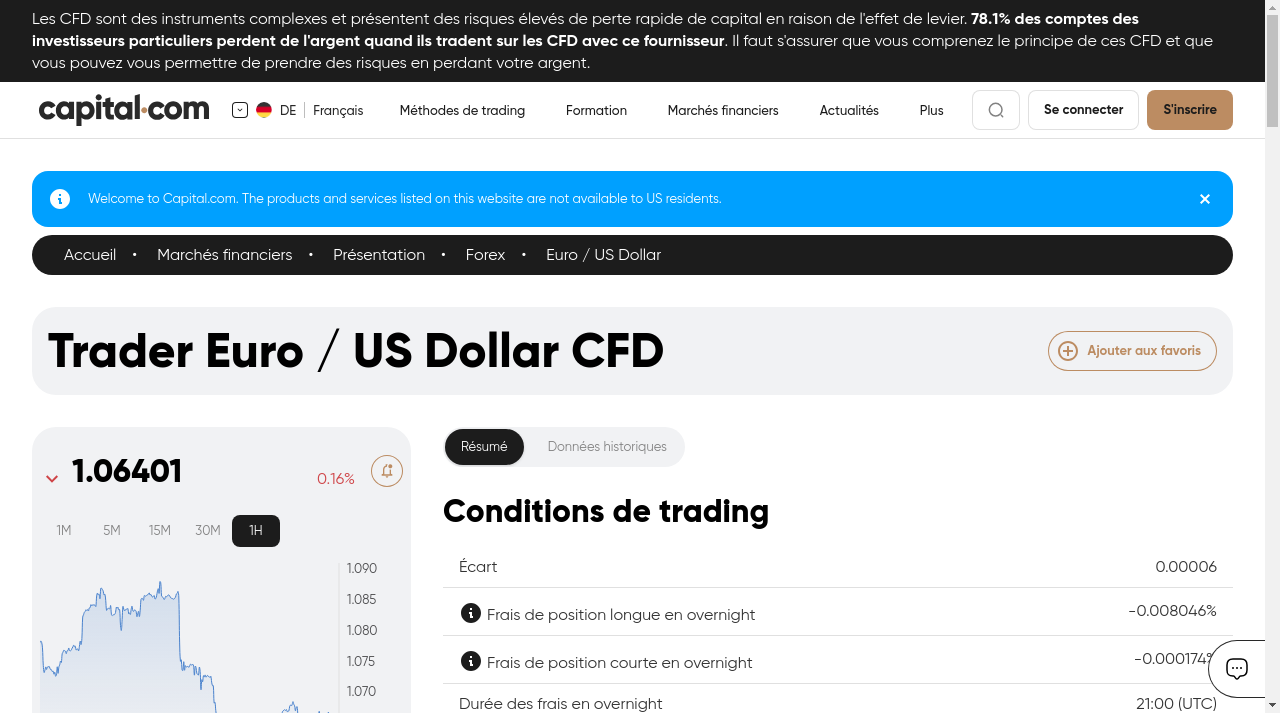 Les CFD sont des instruments complexes et présentent des risques élevés de perte rapide de capital en raison de l'effet de levier. 78.1% des comptes des
investisseurs particuliers perdent de l'argent quand ils tradent sur les CFD avec ce fournisseur. Il faut s'assurer que vous comprenez le principe de ces CFD et que
vous pouvez vous permettre de prendre des risques en perdant votre argent.
capital.com DE Français Méthodes de trading Formation Marchés financiers Actualités Plus Se connecter S'inscrire
Welcome to Capital.com. The products and services listed on this website are not available to US residents.
Accueil • Marchés financiers • Présentation • Forex • Euro / US Dollar
Trader Euro / US Dollar CFD
Ajouter aux favoris
1.06401 0.16%
1M 5M 15M 30M 1H
1.090
1.085
1.080
1.075
1.070
Résumé Données historiques
Conditions de trading
Écart 0.00006
Frais de position longue en overnight -0.008046%
Frais de position courte en overnight -0.000174%
Durée des frais en overnight 21:00 (UTC)